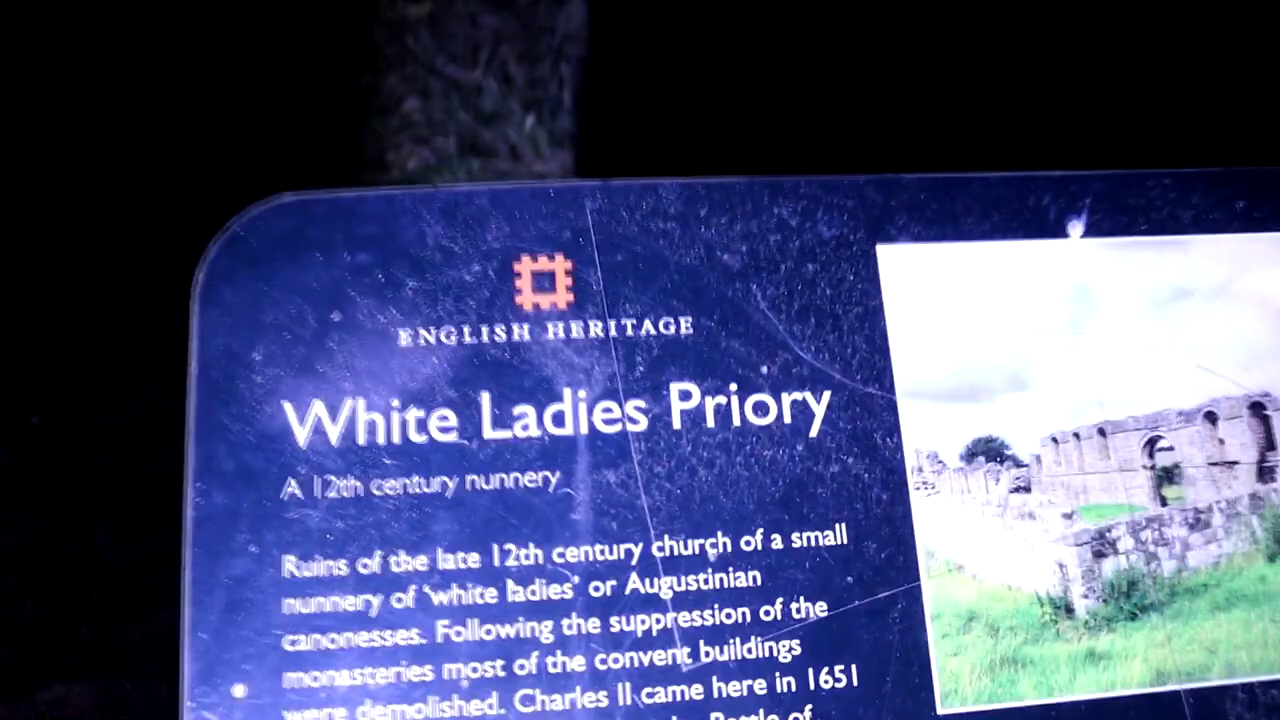 ENGLISH HERITAGE
White Ladies Priory
A 12th century nunnery
Ruins of the late 12th century church of a small
nunnery of 'white ladies' or Augustinian
canonesses. Following the suppression of the
monasteries most of the convent buildings
were demolished. Charles II came here in 1651
Battle of